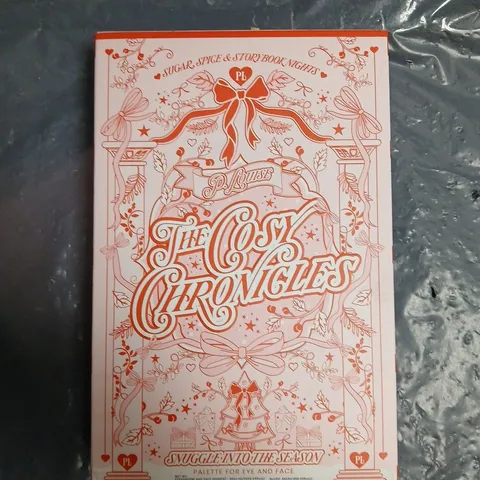 SUGAR, SPICE & STORYBOOK NIGHTS
PL
P.LOUISE
THE COSY
CHRONICLES
PL
PL
SNUGGLE INTO THE SEASON
PALETTE FOR EYE AND FACE